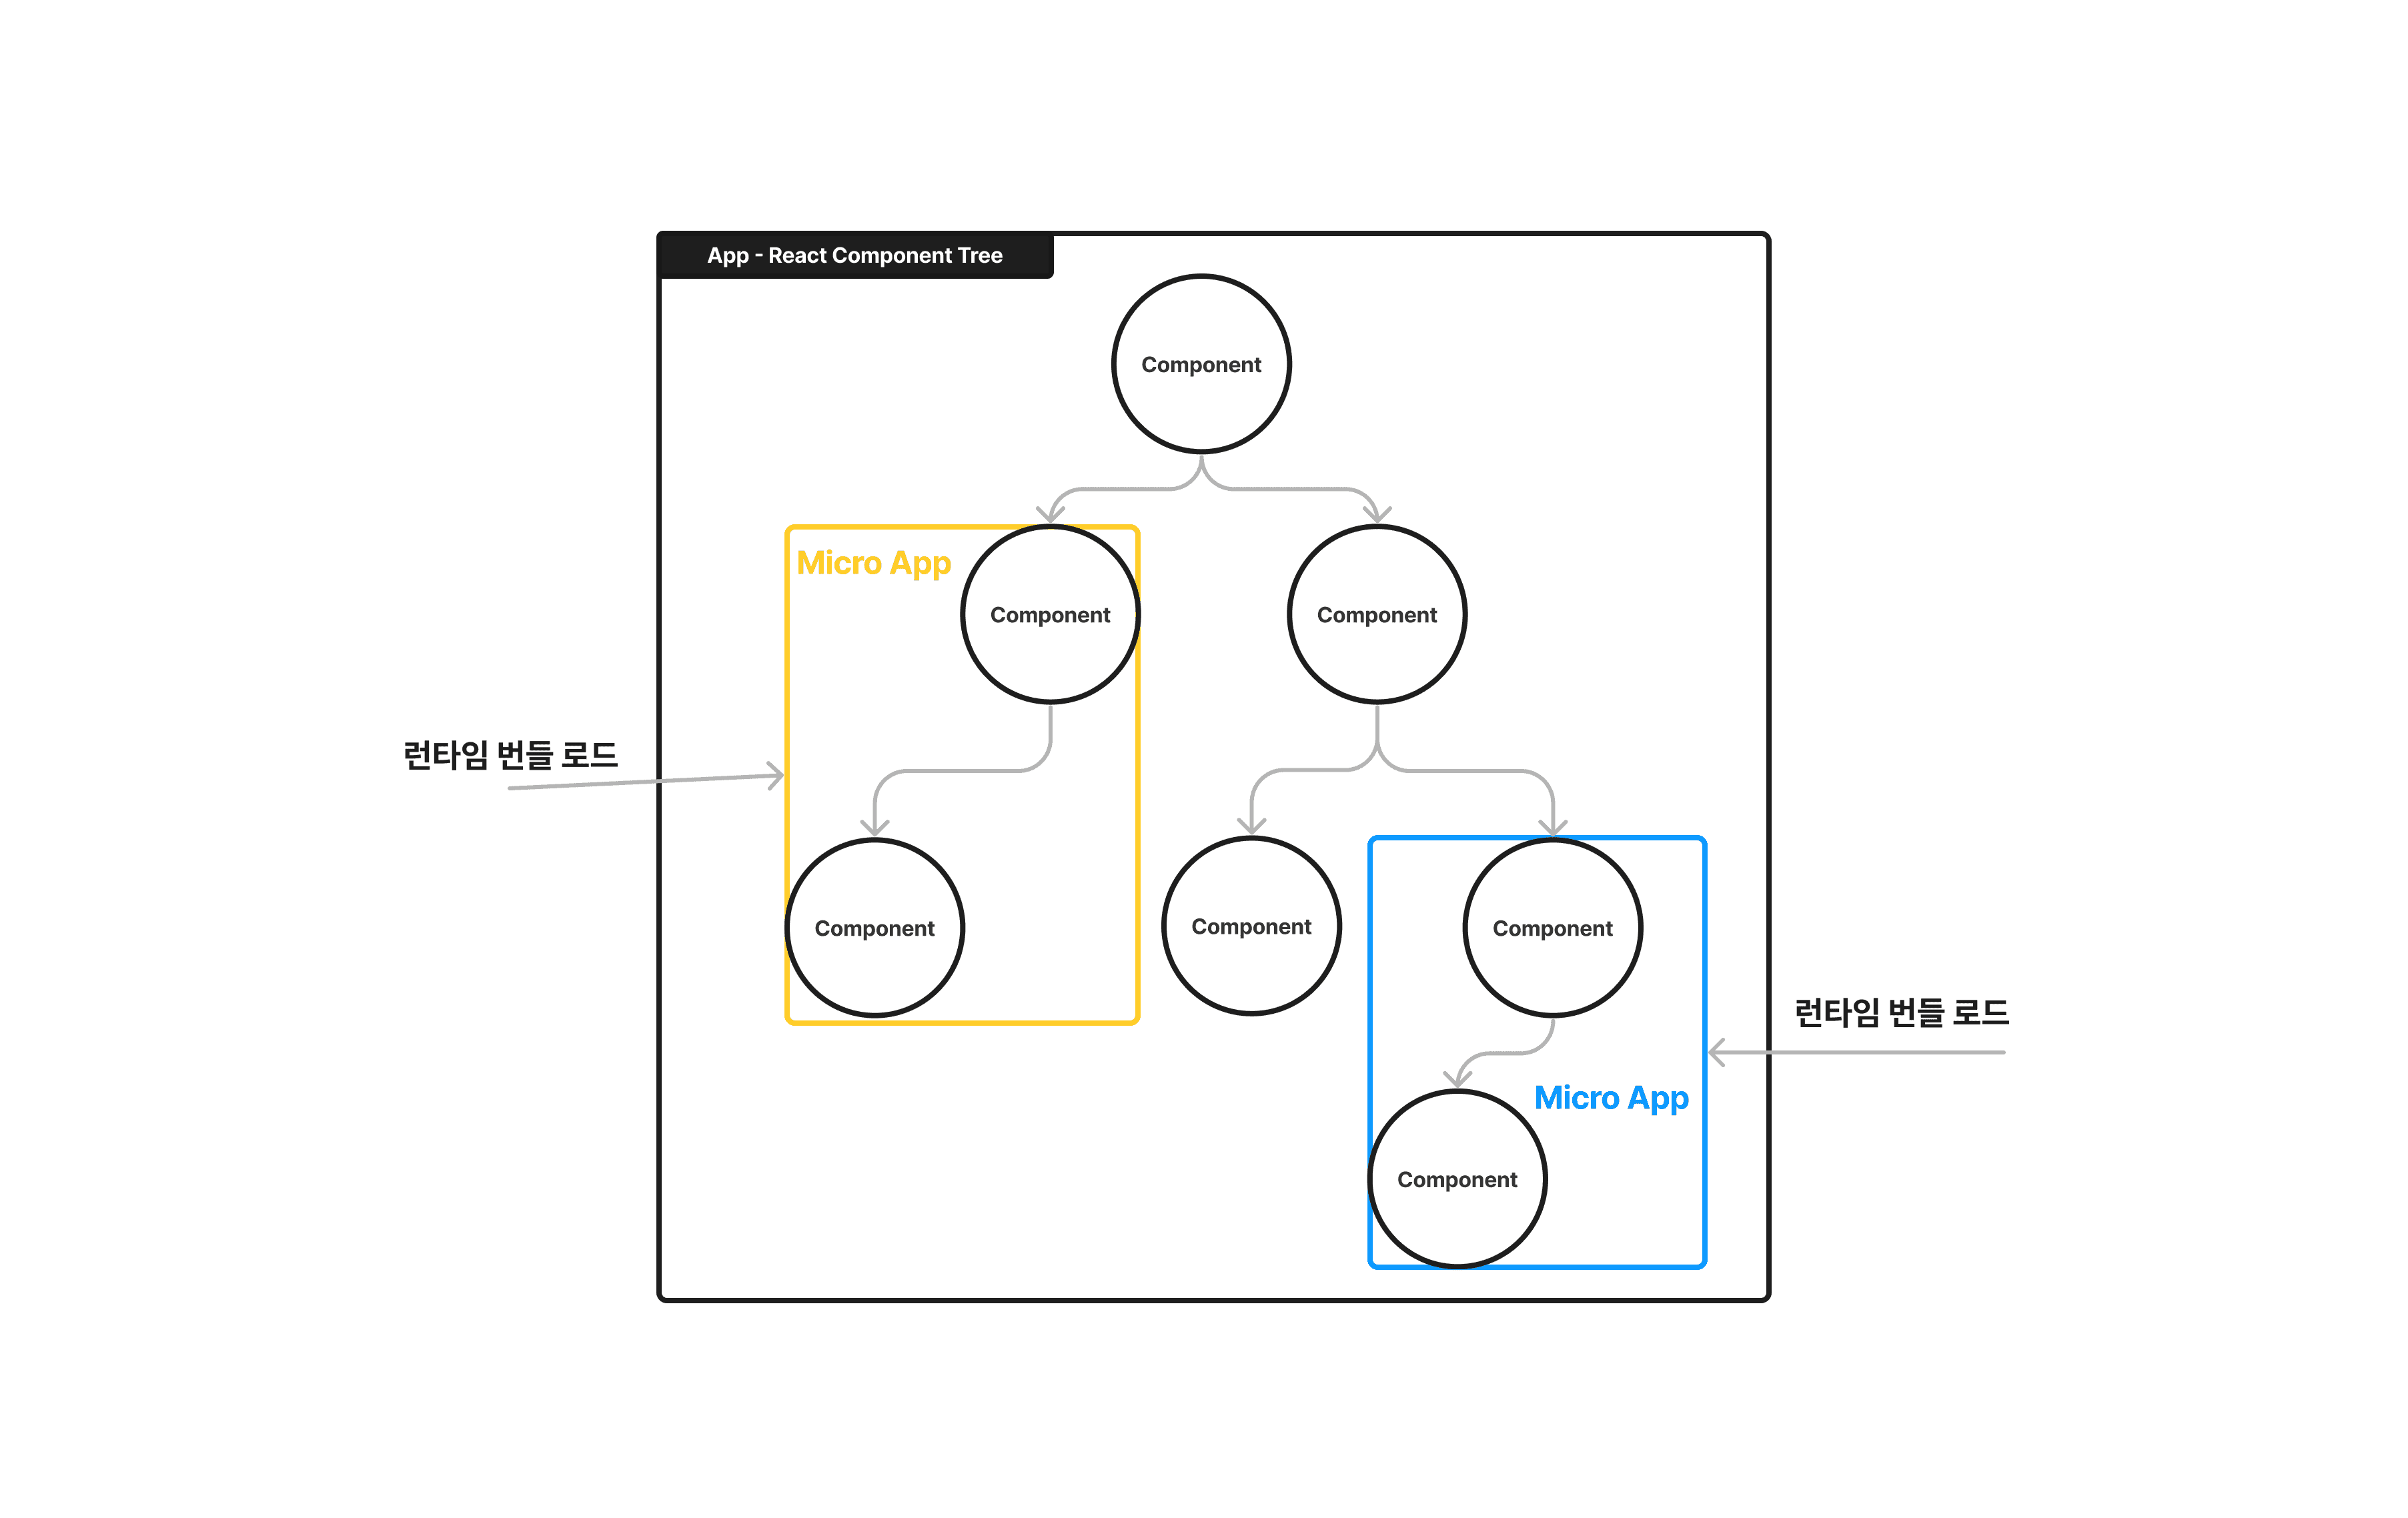 App - React Component Tree
Component
Micro App
Component
Component
런타임 번들 로드
Component
Component
Component
런타임 번들 로드
Micro App
Component